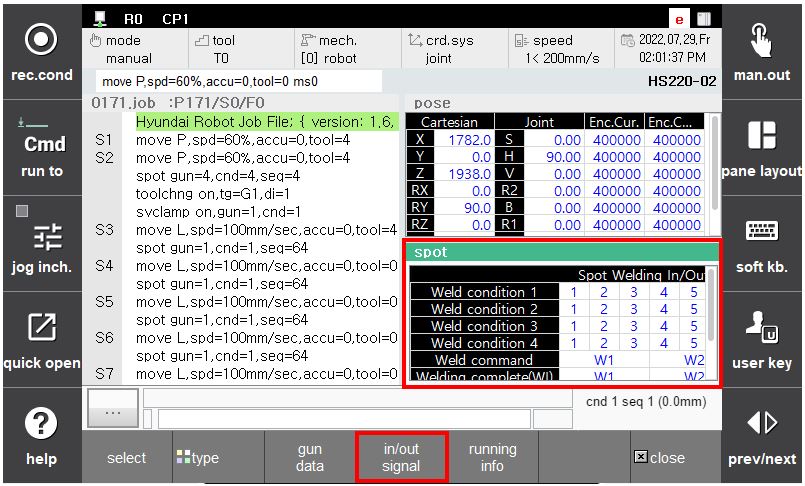 R0 CP1
e
mode
manual
tool
T0
mech.
[0] robot
crd.sys
joint
speed
1< 200mm/s
2022,07,29,Fr
02:01:37 PM
move P,spd=60%,accu=0,tool=0 ms0
HS220-02
rec.cond
Cmd
run to
jog inch.
quick open
help
0171.job :P171/S0/F0
Hyundai Robot Job File; { version: 1,6,
S1 move P,spd=60%,accu=0,tool=4
S2 move P,spd=60%,accu=0,tool=4
spot gun=4,cnd=4,seq=4
toolchng on,tg=G1,di=1
svclamp on,gun=1,cnd=1
S3 move L,spd=100mm/sec,accu=0,tool=4
spot gun=1,cnd=1,seq=64
S4 move L,spd=100mm/sec,accu=0,tool=0
spot gun=1,cnd=1,seq=64
S5 move L,spd=100mm/sec,accu=0,tool=0
spot gun=1,cnd=1,seq=64
S6 move L,spd=100mm/sec,accu=0,tool=0
spot gun=1,cnd=1,seq=64
S7 move L,spd=100mm/sec,accu=0,tool=0
pose
Cartesian Joint Enc.Cur. Enc.C...
X 1782.0 S 0.00 400000 400000
Y 0.0 H 90.00 400000 400000
Z 1938.0 V 0.00 400000 400000
RX 0.0 R2 0.00 400000 400000
RY 90.0 B 0.00 400000 400000
RZ 0.0 R1 0.00 400000 400000
spot
Spot Welding In/Ou
Weld condition 1 1 2 3 4 5
Weld condition 2 1 2 3 4 5
Weld condition 3 1 2 3 4 5
Weld condition 4 1 2 3 4 5
Weld command W1 W2
Welding complete(WI) W1 W2
man.out
pane layout
soft kb.
user key
prev/next
...
cnd 1 seq 1 (0.0mm)
select
type
gun
data
in/out
signal
running
info
close